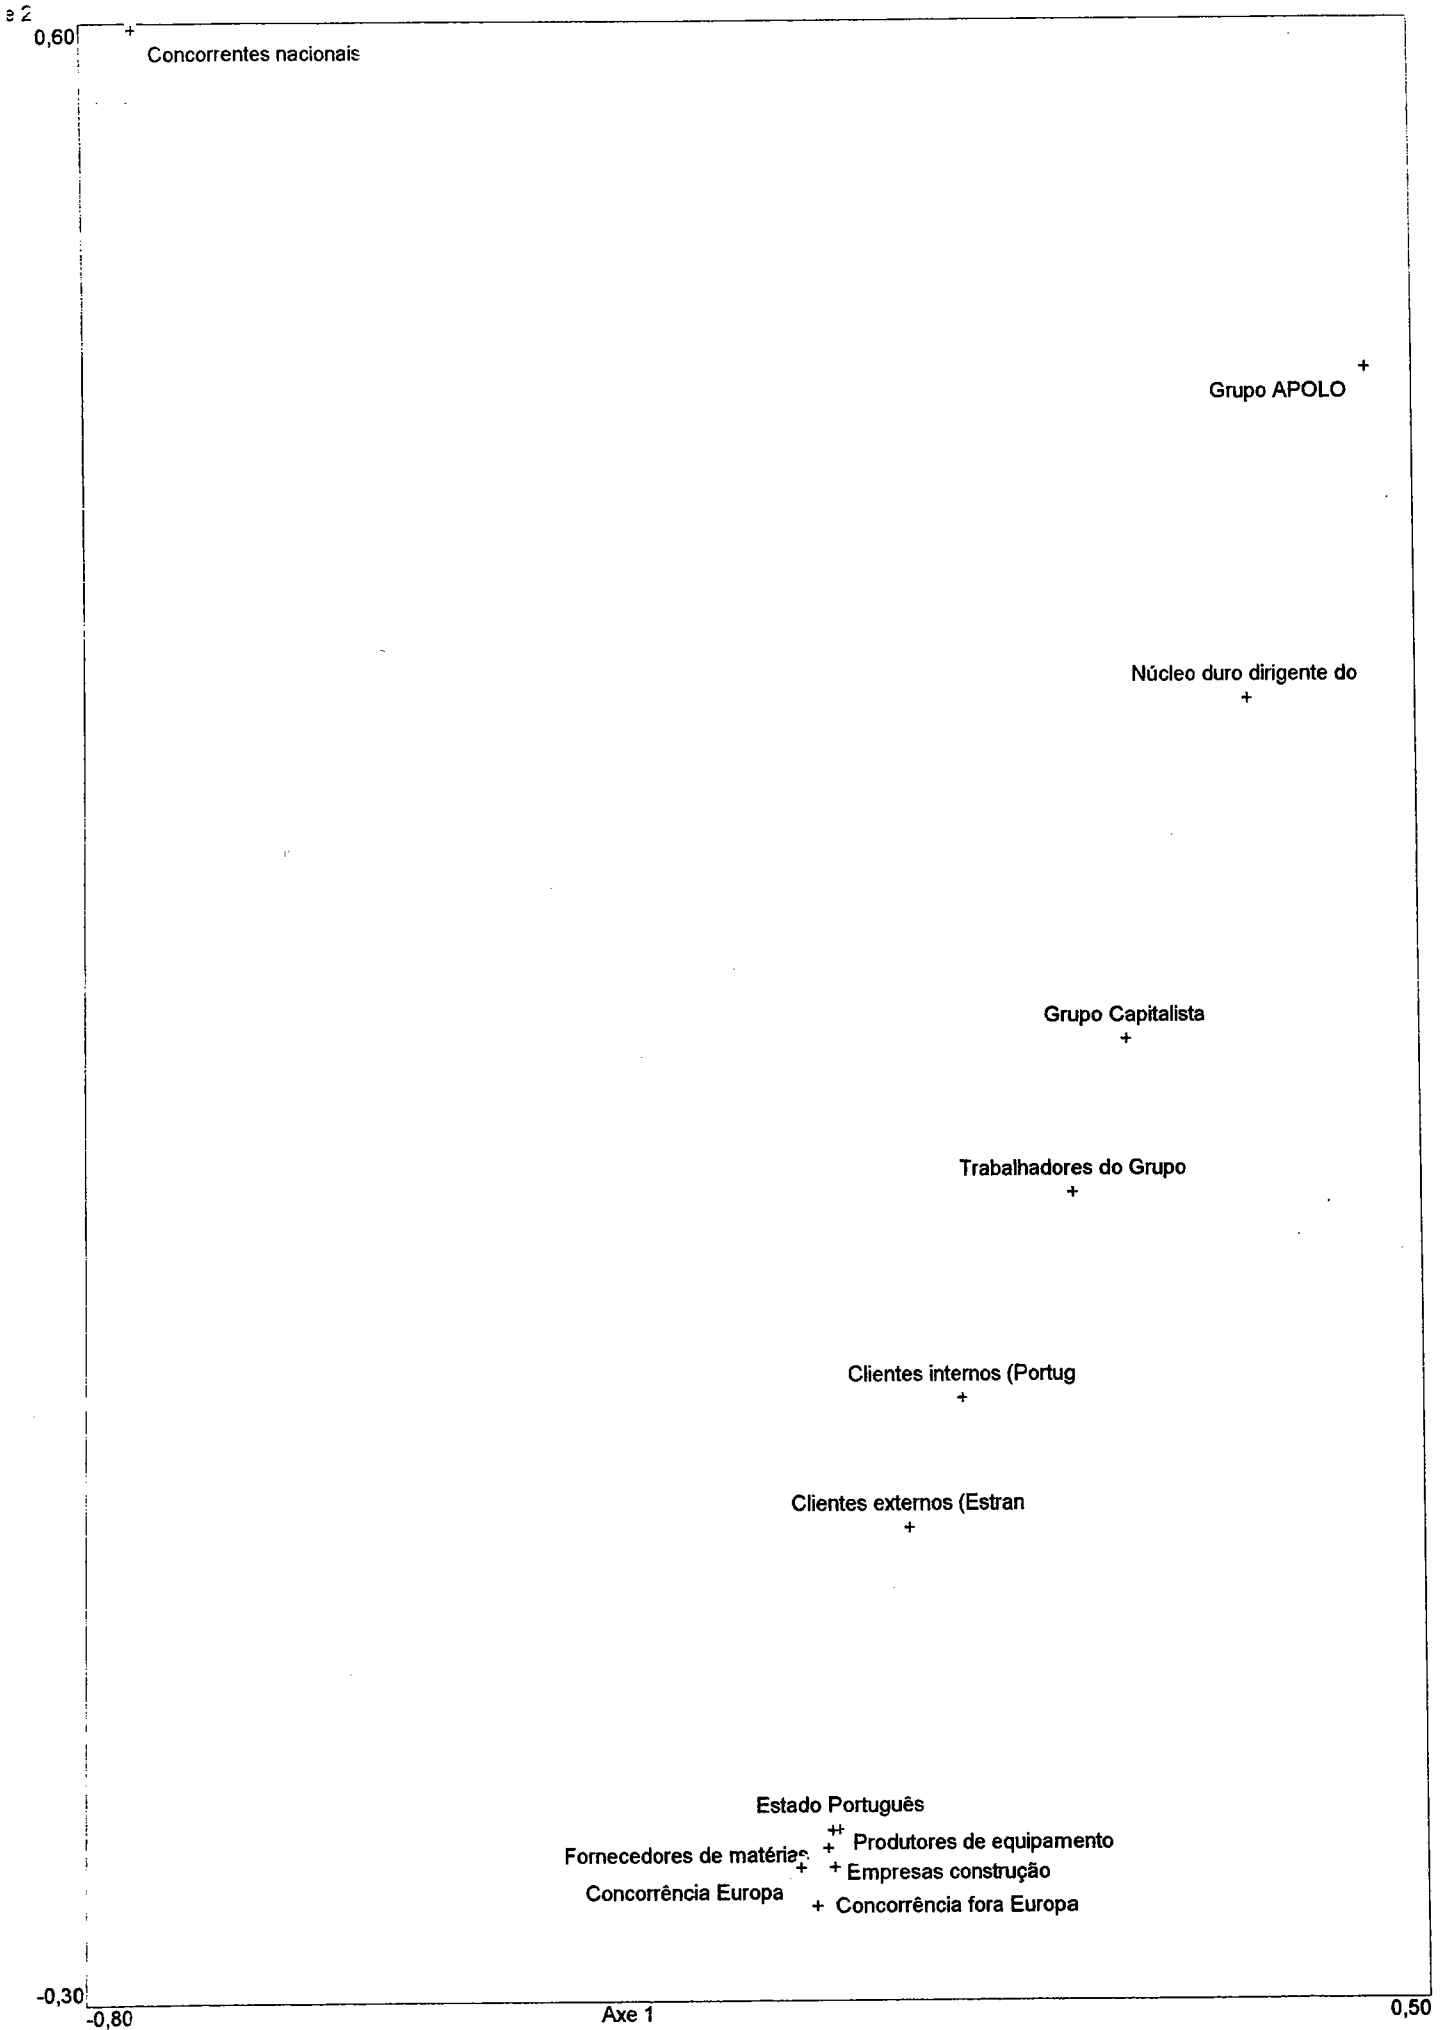 e 2
0,60
Concorrentes nacionais
Grupo APOLO
Núcleo duro dirigente do
Grupo Capitalista
Trabalhadores do Grupo
Clientes internos (Portug
Clientes externos (Estran
Estado Português
Produtores de equipamento
Fornecedores de matérias
Empresas construção
Concorrência Europa
Concorrência fora Europa
-0,30
-0,80
Axe 1
0,50